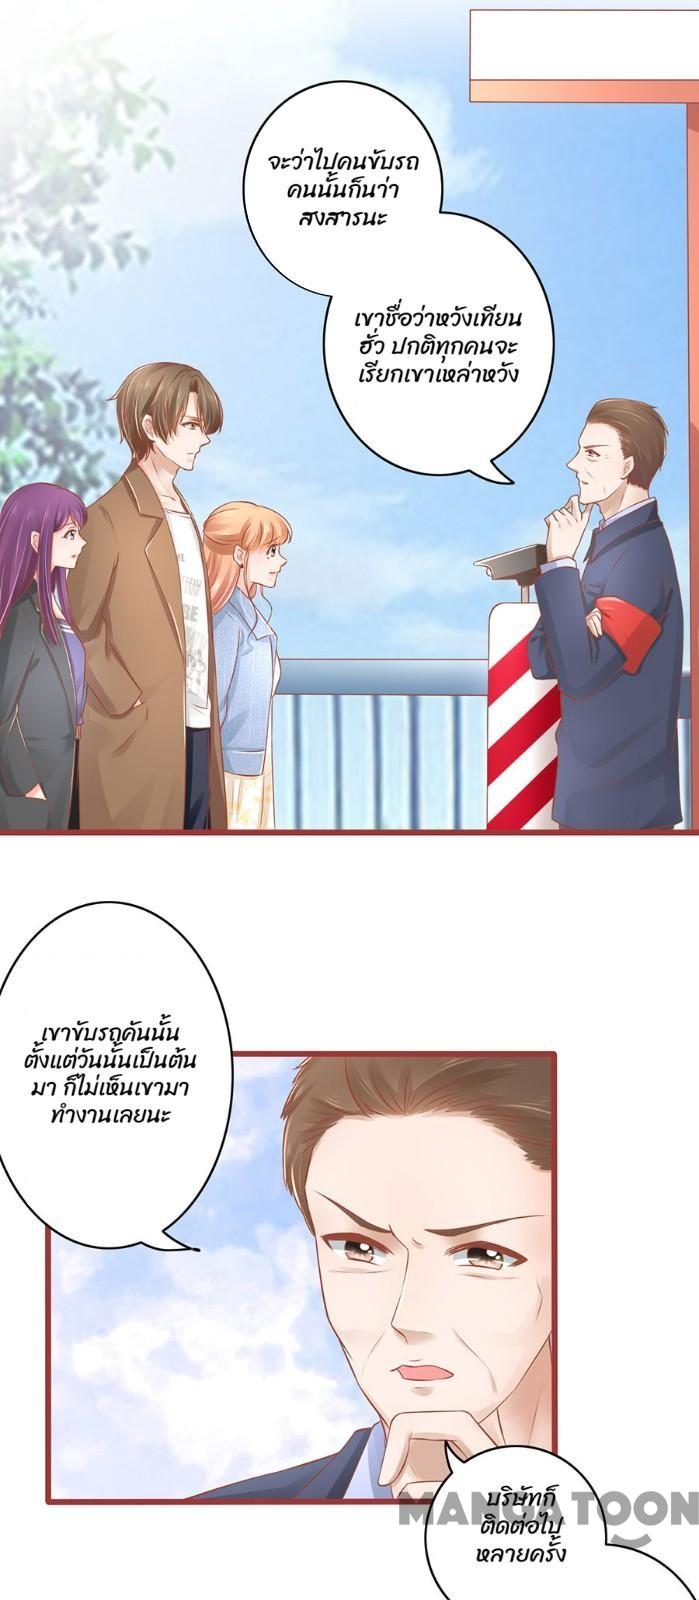 จะว่าไปคนขับรถ
คนนั้นก็น่า
สงสารนะ
เขาชื่อว่าหวังเทียน
ฮั่ว ปกติทุกคนจะ
เรียกเขาเหล่าหวัง
เขาขับรถคันนั้น
ตั้งแต่วันนั้นเป็นต้น
มา ก็ไม่เห็นเขามา
ทำงานเลยนะ
บริษัทก็
ติดต่อไป
หลายครั้ง
MANGATOON